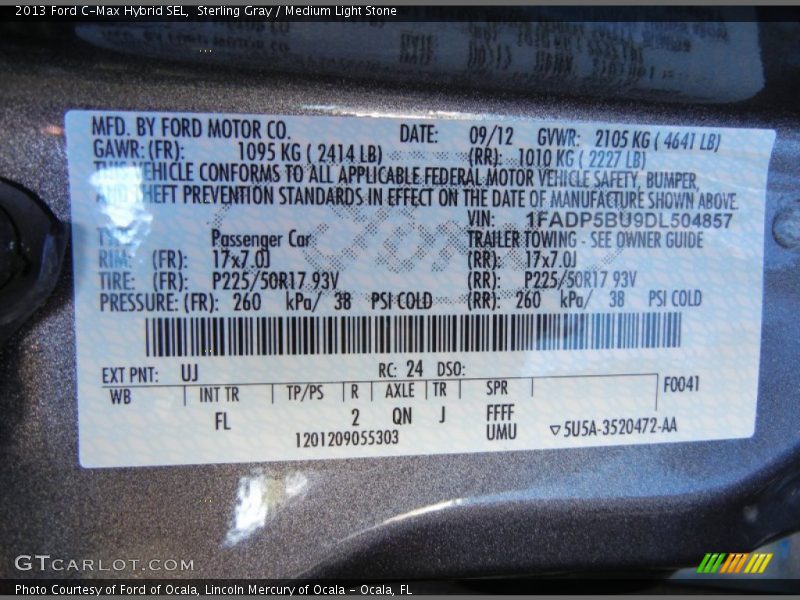 2013 Ford C-Max Hybrid SEL, Sterling Gray / Medium Light Stone
MFD. BY FORD MOTOR CO. DATE: 09/12 GVWR: 2105 KG ( 4641 LB)
GAWR: (FR): 1095 KG ( 2414 LB) (RR): 1010 KG ( 2227 LB)
THIS VEHICLE CONFORMS TO ALL APPLICABLE FEDERAL MOTOR VEHICLE SAFETY, BUMPER,
AND THEFT PREVENTION STANDARDS IN EFFECT ON THE DATE OF MANUFACTURE SHOWN ABOVE.
VIN: 1FADP5BU9DL504857
Passenger Car TRAILER TOWING - SEE OWNER GUIDE
RIM: (FR): 17x7.0J (RR): 17x7.0J
TIRE: (FR): P225/50R17 93V (RR): P225/50R17 93V
PRESSURE: (FR): 260 kPa/ 38 PSI COLD (RR): 260 kPa/ 38 PSI COLD
EXT PNT: UJ RC: 24 DSO:
WB INT TR TP/PS R AXLE TR SPR F0041
FL 2 QN J FFFF
1201209055303 UMU ▽5U5A-3520472-AA
GTCARLOT.COM
Photo Courtesy of Ford of Ocala, Lincoln Mercury of Ocala - Ocala, FL